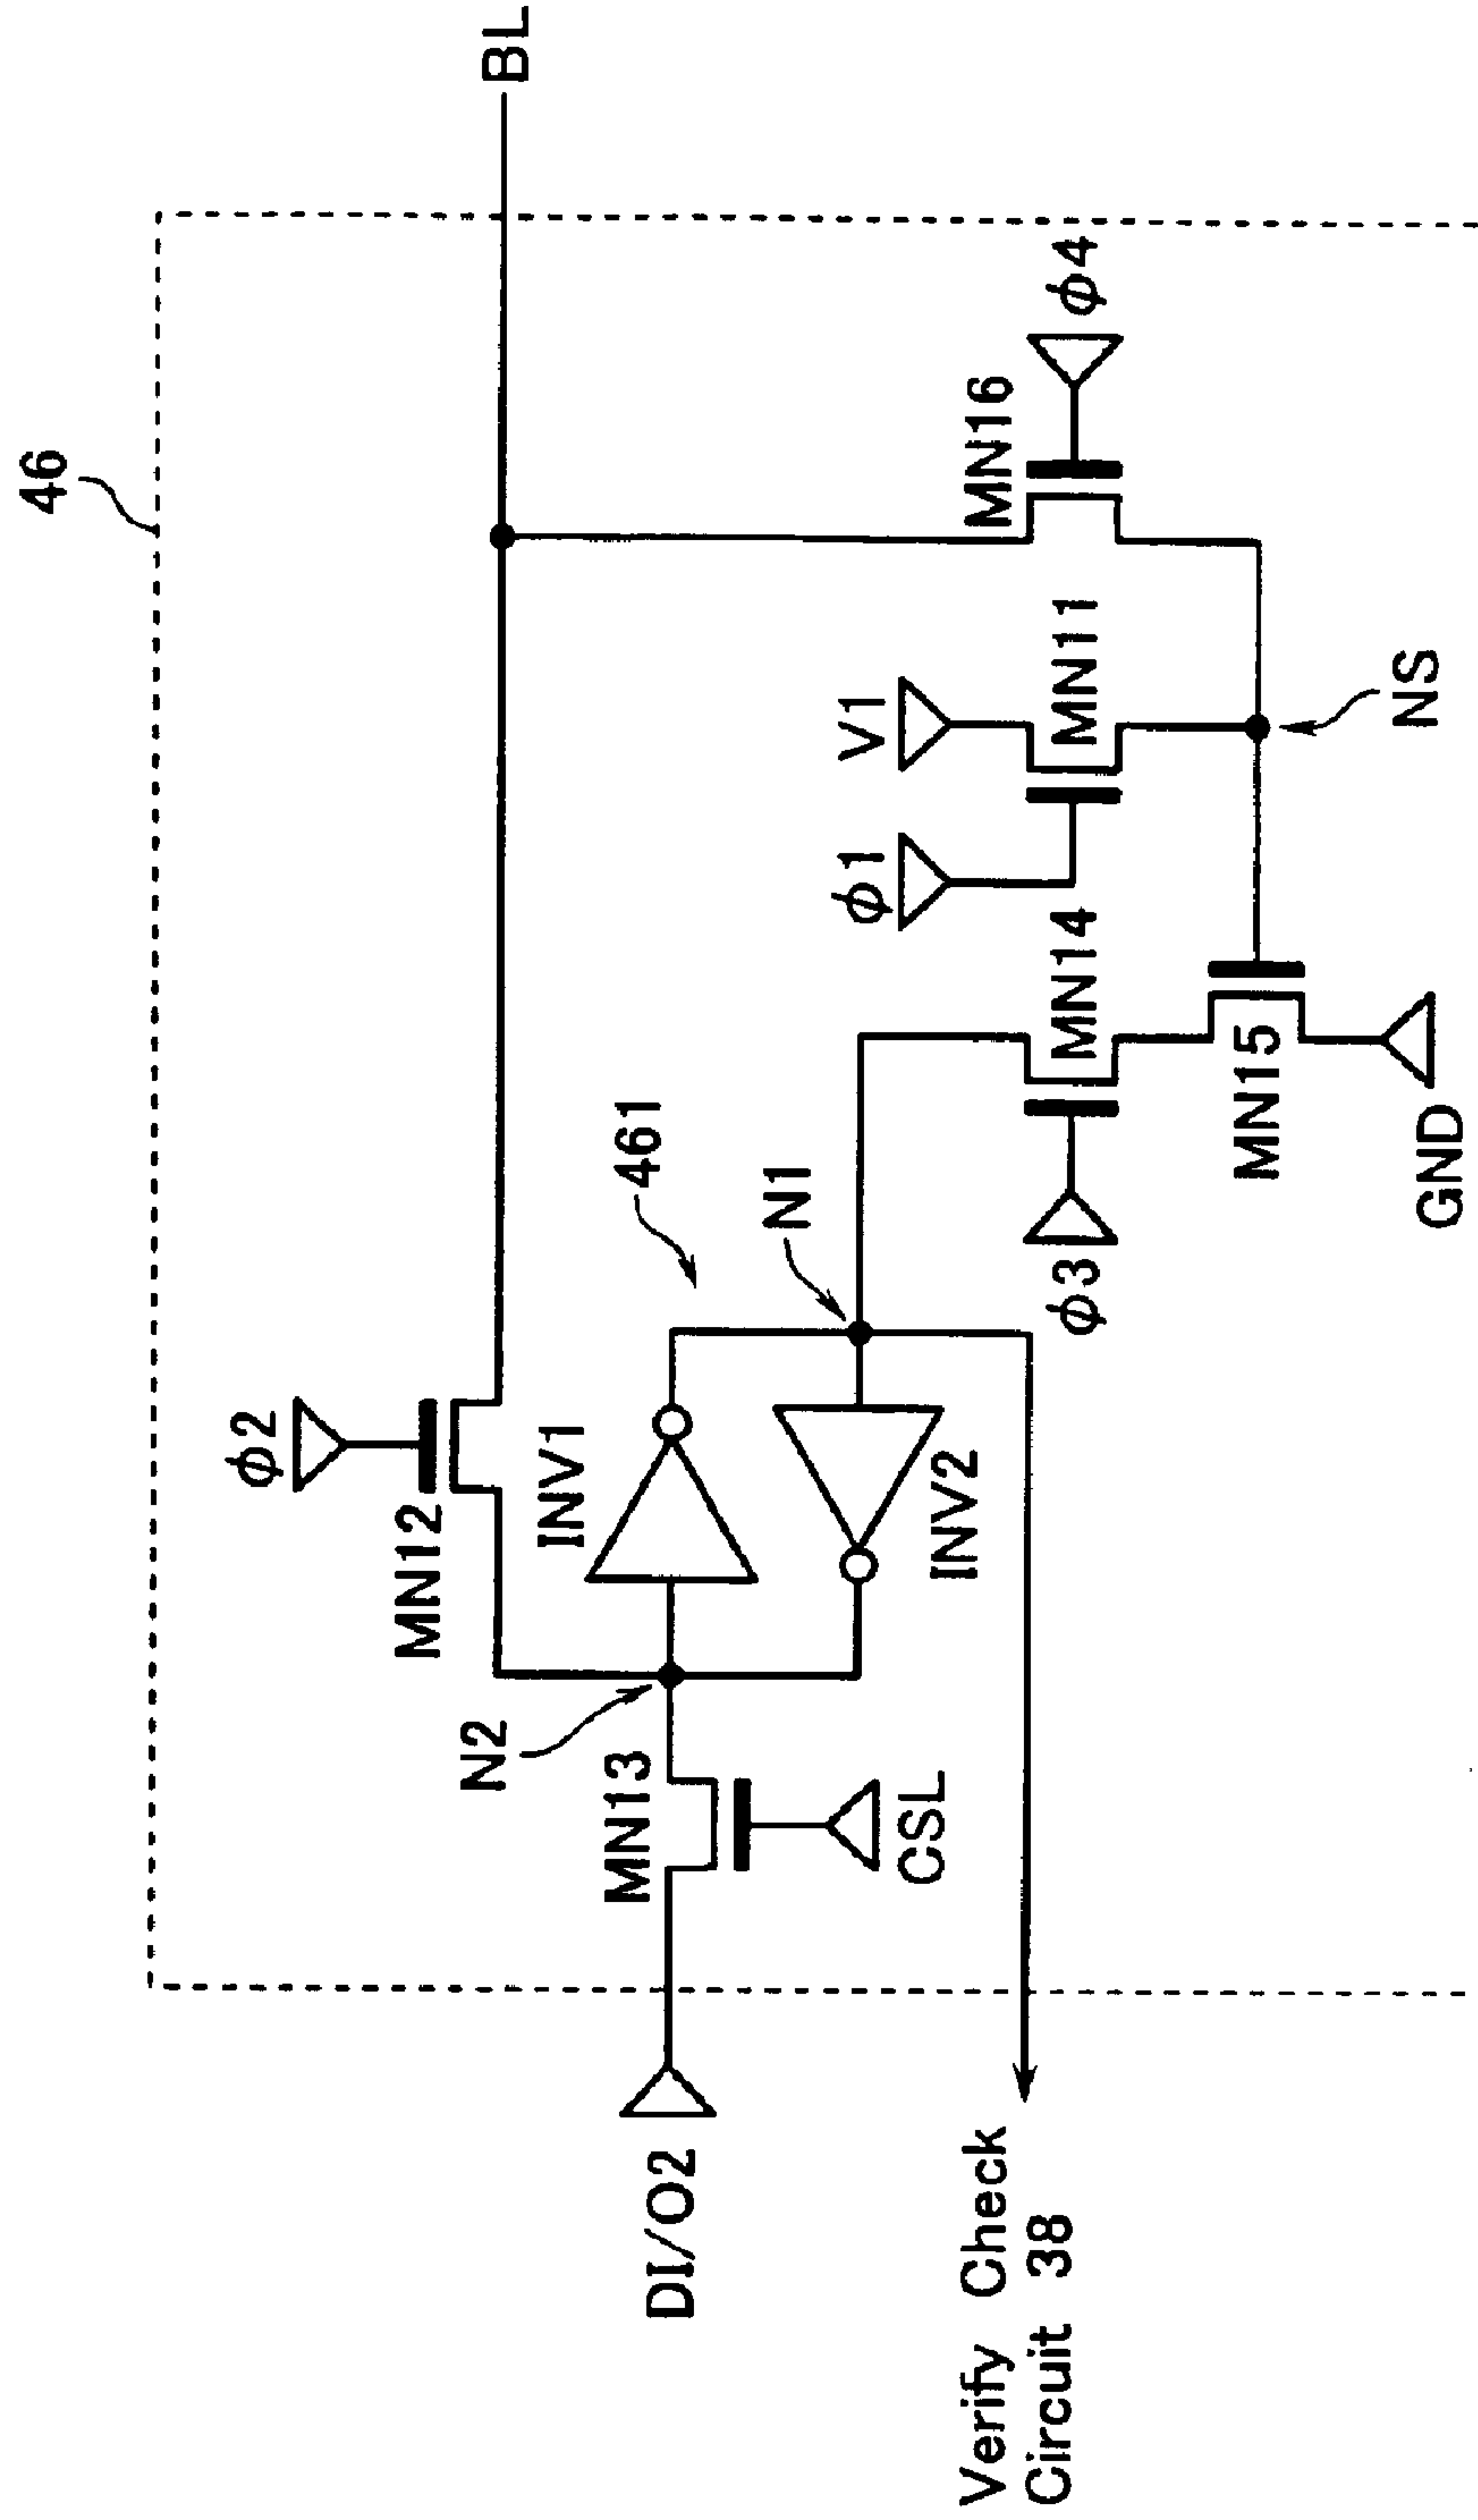 46
BL
φ2
MN12
INV1
461
N2
N1
MN13
DI/O2
CSL
INV2
φ1
V1
MN16
φ4
MN14
MN11
φ3
Verify Check
Circuit 38
MN15
NS
GND